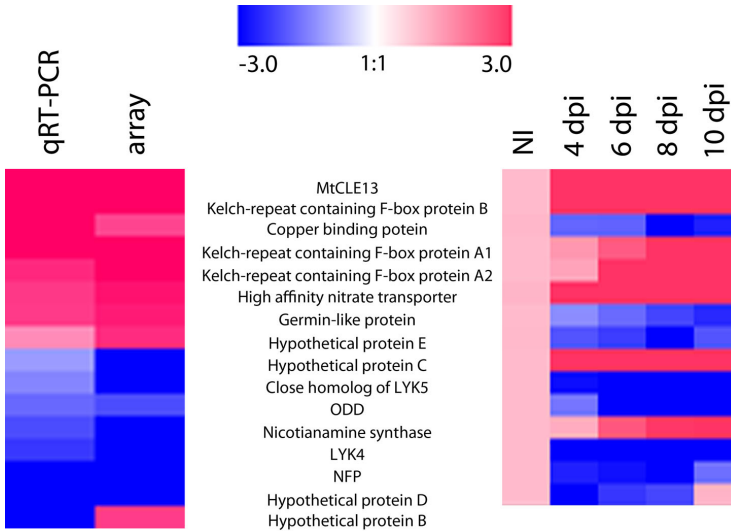 -3.0 1:1 3.0
qRT-PCR
array
NI
4 dpi
6 dpi
8 dpi
10 dpi
MtCLE13
Kelch-repeat containing F-box protein B
Copper binding potein
Kelch-repeat containing F-box protein A1
Kelch-repeat containing F-box protein A2
High affinity nitrate transporter
Germin-like protein
Hypothetical protein E
Hypothetical protein C
Close homolog of LYK5
ODD
Nicotianamine synthase
LYK4
NFP
Hypothetical protein D
Hypothetical protein B